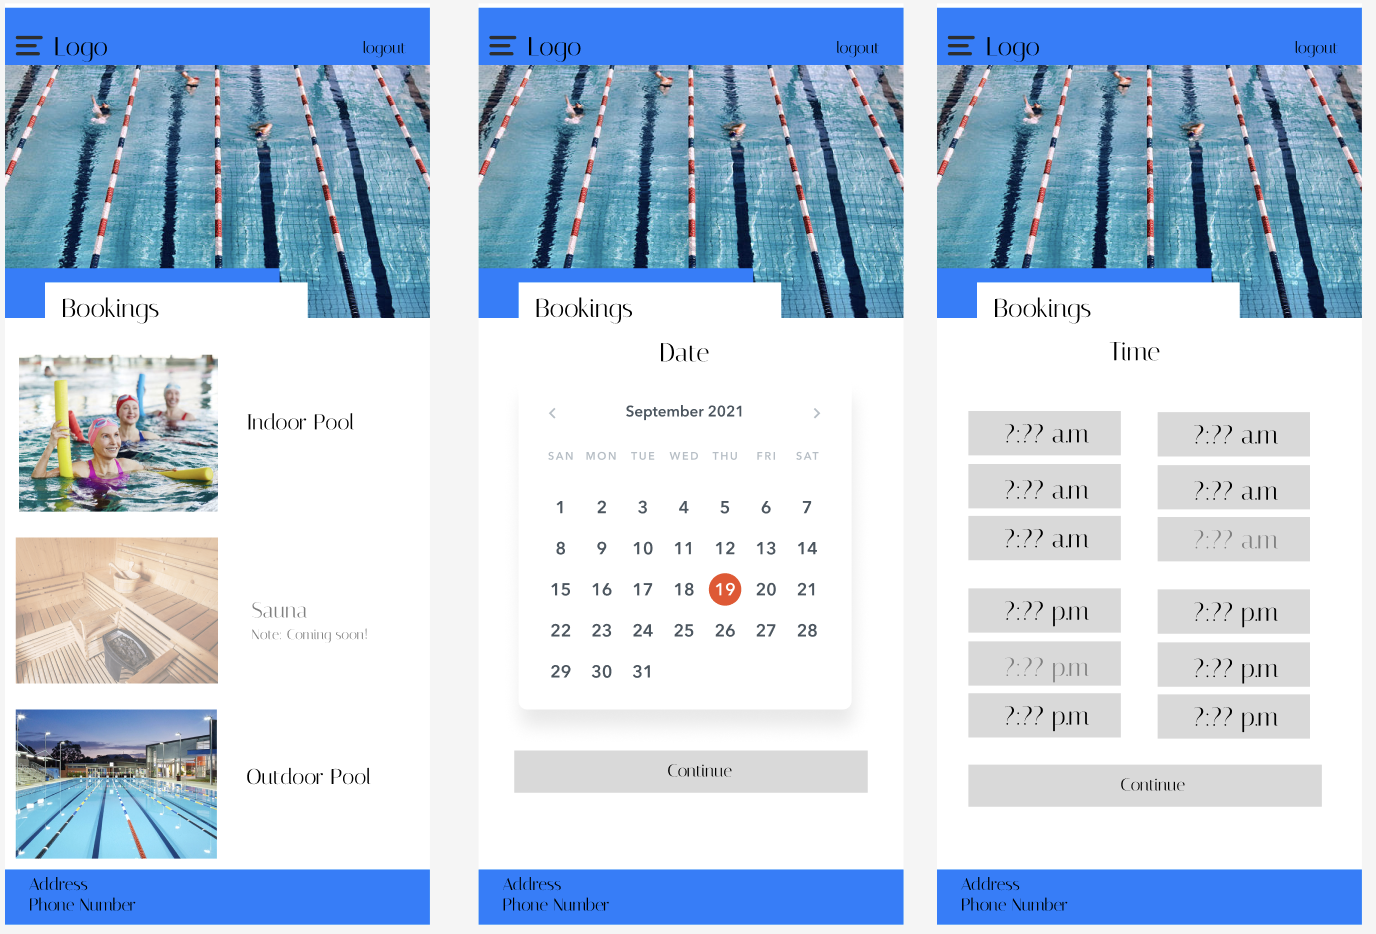 Logo
logout
Bookings
Indoor Pool
Sauna
Note: Coming soon!
Outdoor Pool
Address
Phone Number
Logo
logout
Bookings
Date
September 2021
SAN MON TUE WED THU FRI SAT
1 2 3 4 5 6 7
8 9 10 11 12 13 14
15 16 17 18 19 20 21
22 23 24 25 26 27 28
29 30 31
Continue
Address
Phone Number
Logo
logout
Bookings
Time
?:?? a.m ?:?? a.m
?:?? a.m ?:?? a.m
?:?? a.m ?:?? a.m
?:?? p.m ?:?? p.m
?:?? p.m ?:?? p.m
?:?? p.m ?:?? p.m
Continue
Address
Phone Number